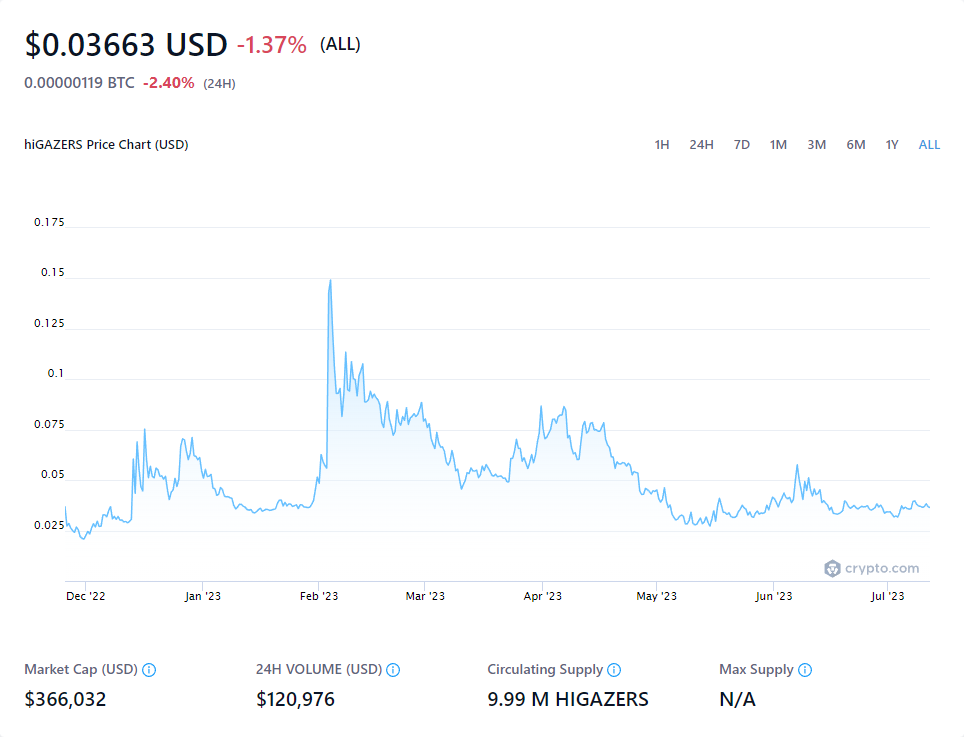 $0.03663 USD -1.37% (ALL)
0.00000119 BTC -2.40% (24H)
hiGAZERS Price Chart (USD) 1H 24H 7D 1M 3M 6M 1Y ALL
0.175
0.15
0.125
0.1
0.075
0.05
0.025
crypto.com
Dec '22 Jan '23 Feb '23 Mar '23 Apr '23 May '23 Jun '23 Jul '23
Market Cap (USD) 24H VOLUME (USD) Circulating Supply Max Supply
$366,032 $120,976 9.99 M HIGAZERS N/A